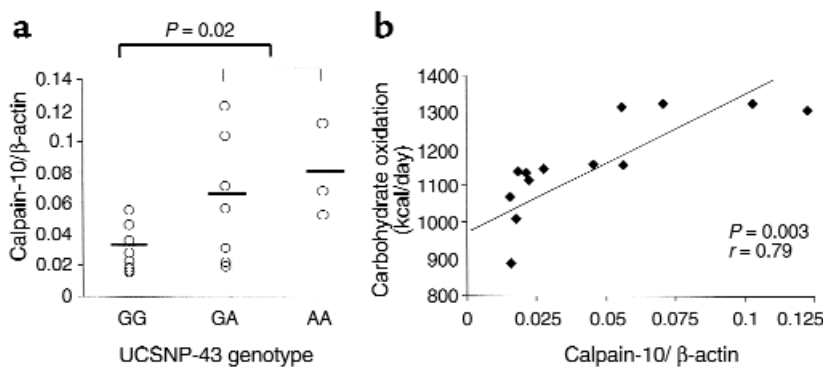 a
P = 0.02
Calpain-10/β-actin
0.14
0.12
0.1
0.08
0.06
0.04
0.02
0
GG GA AA
UCSNP-43 genotype
b
Carbohydrate oxidation
(kcal/day)
1400
1300
1200
1100
1000
900
800
P = 0.003
r = 0.79
0 0.025 0.05 0.075 0.1 0.125
Calpain-10/ β-actin